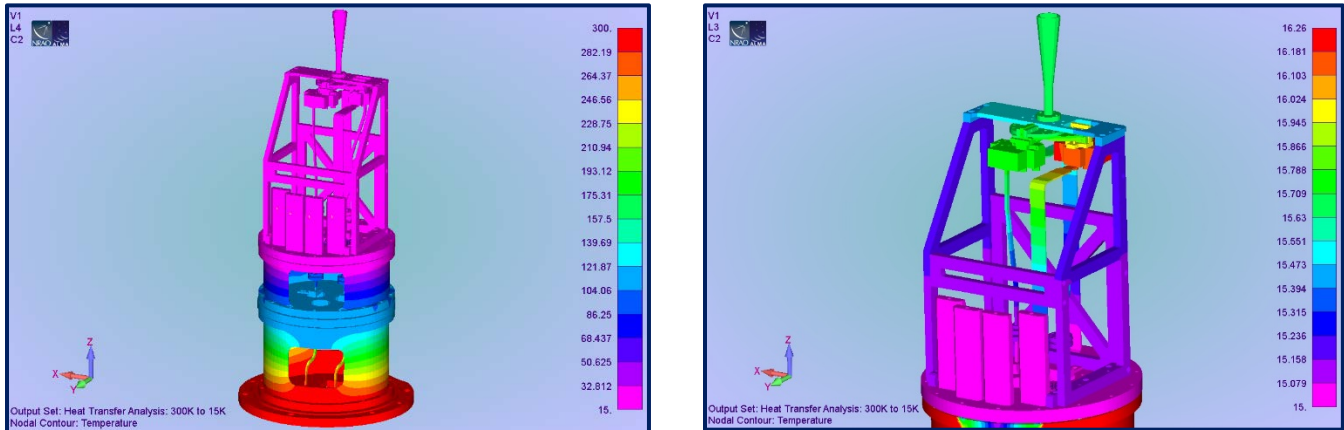 V1
L4
C2
NRAO
ALMA
300.
282.19
264.37
246.56
228.75
210.94
193.12
175.31
157.5
139.69
121.87
104.06
86.25
68.437
50.625
32.812
15.
Z
X
Y
Output Set: Heat Transfer Analysis: 300K to 15K
Nodal Contour: Temperature
V1
L3
C2
NRAO
ALMA
16.26
16.181
16.103
16.024
15.945
15.866
15.788
15.709
15.63
15.551
15.473
15.394
15.315
15.236
15.158
15.079
15.
Z
X
Y
Output Set: Heat Transfer Analysis: 300K to 15K
Nodal Contour: Temperature